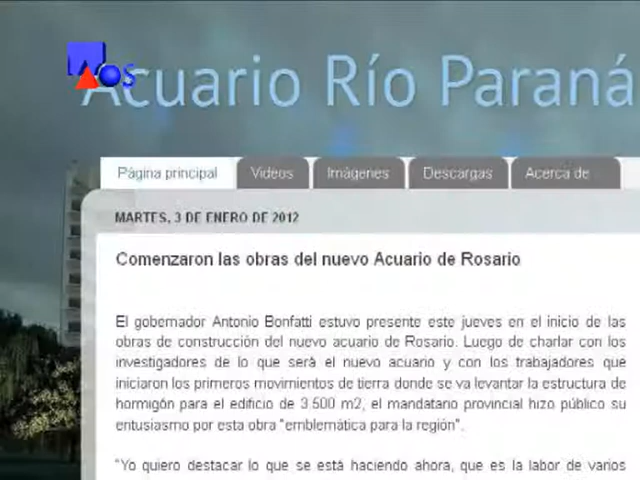 os
Acuario Río Paraná
Página principal
Videos
Imágenes
Descargas
Acerca de
MARTES, 3 DE ENERO DE 2012
Comenzaron las obras del nuevo Acuario de Rosario
El gobernador Antonio Bonfatti estuvo presente este jueves en el inicio de las
obras de construcción del nuevo acuario de Rosario. Luego de charlar con los
investigadores de lo que será el nuevo acuario y con los trabajadores que
iniciaron los primeros movimientos de tierra donde se va levantar la estructura de
hormigón para el edificio de 3.500 m2, el mandatario provincial hizo público su
entusiasmo por esta obra "emblemática para la región".
"Yo quiero destacar lo que se está haciendo ahora, que es la labor de varios